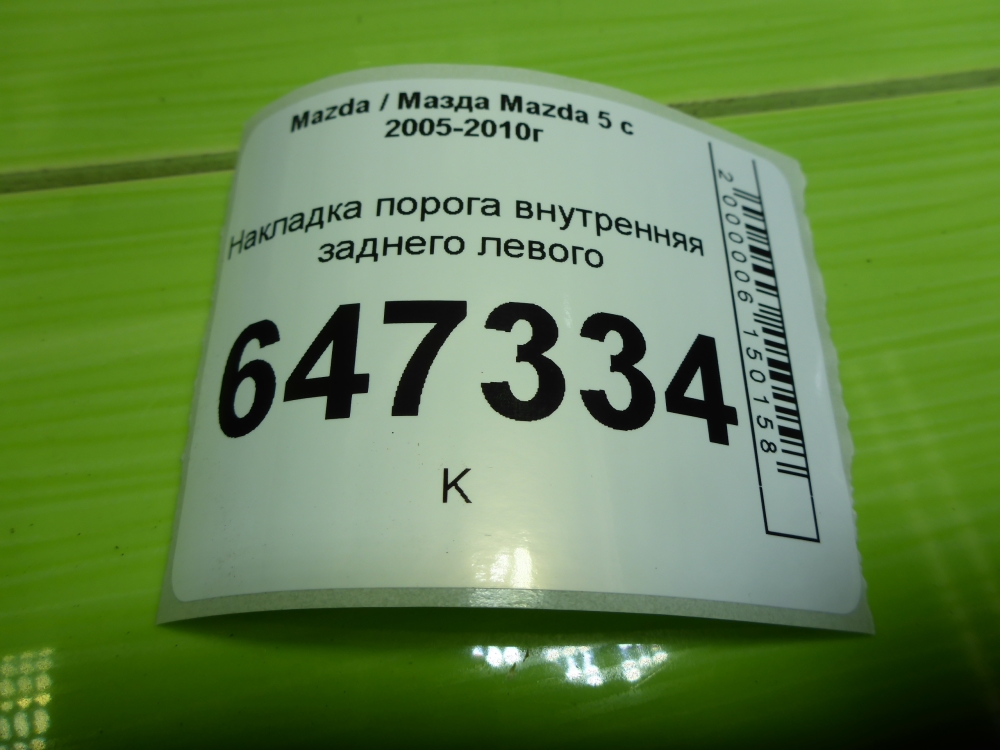 Mazda / Мазда Mazda 5 с
2005-2010г
Накладка порога внутренняя
заднего левого
647334
К
2000006150158